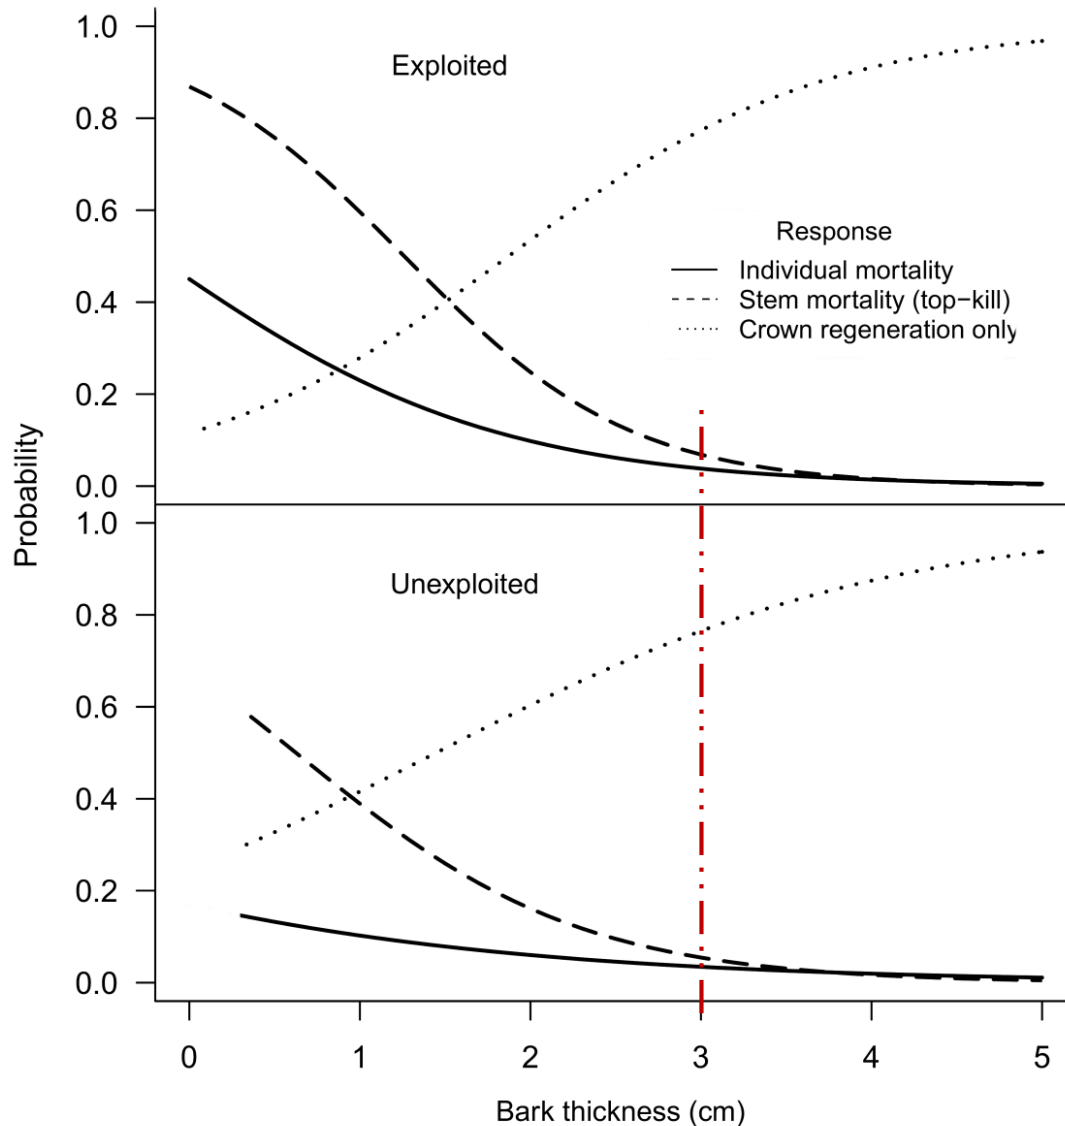 1.0
Exploited
0.8
0.6
Response
Individual mortality
Stem mortality (top−kill)
0.4
Crown regeneration only
0.2
0.0
Probability
1.0
Unexploited
0.8
0.6
0.4
0.2
0.0
0 1 2 3 4 5
Bark thickness (cm)